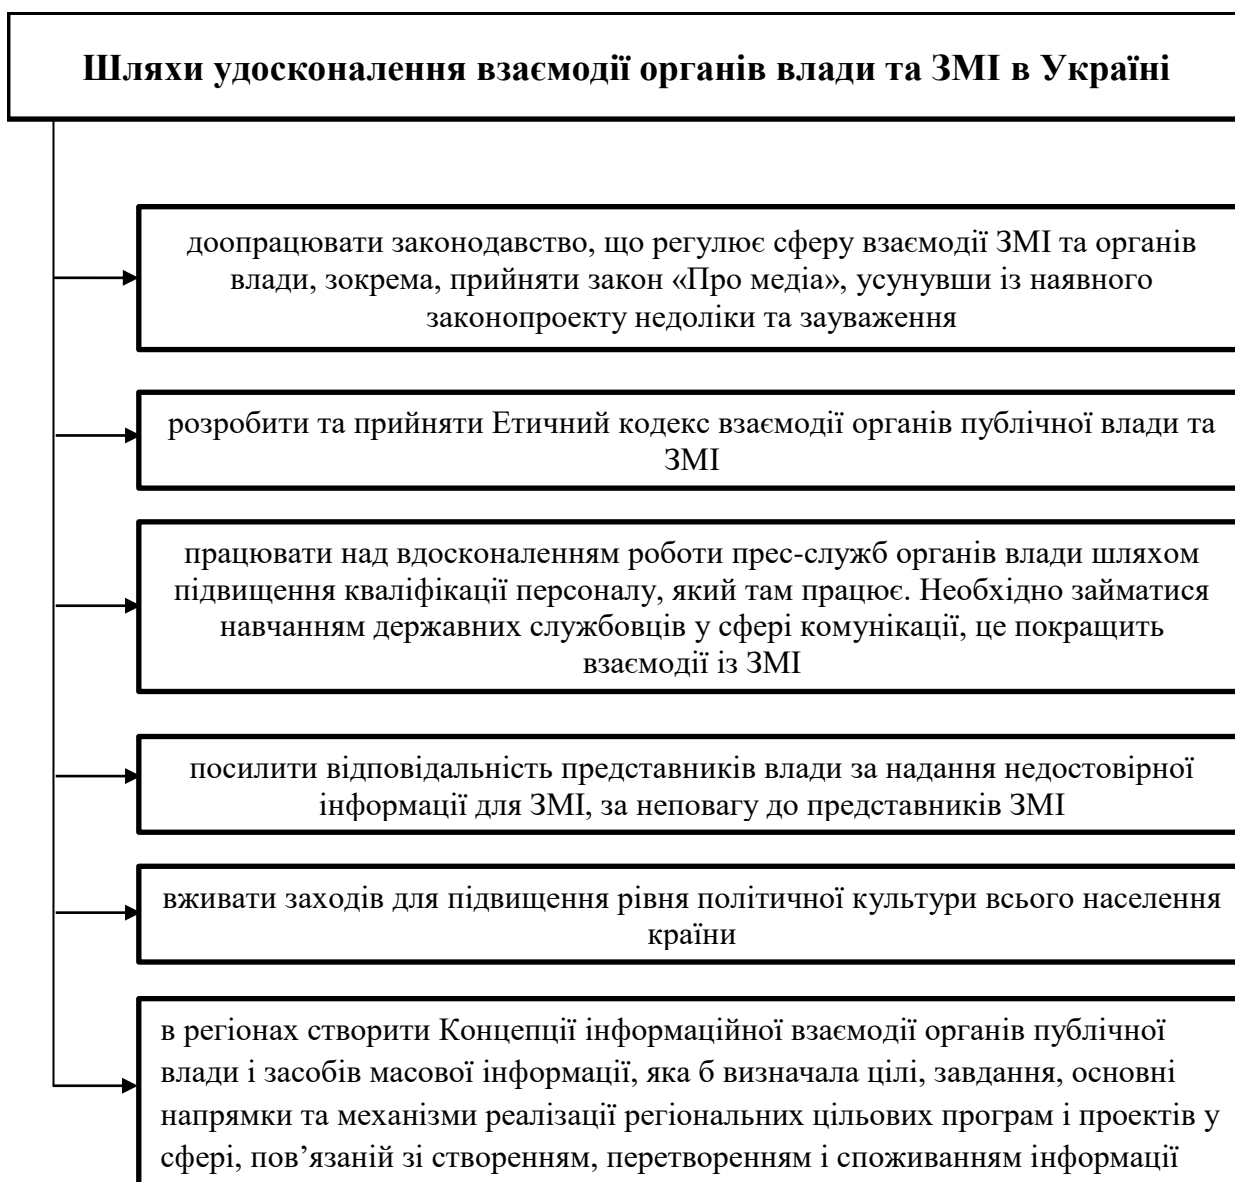 Шляхи удосконалення взаємодії органів влади та ЗМІ в Україні
доопрацювати законодавство, що регулює сферу взаємодії ЗМІ та органів
влади, зокрема, прийняти закон «Про медіа», усунувши із наявного
законопроекту недоліки та зауваження
розробити та прийняти Етичний кодекс взаємодії органів публічної влади та
ЗМІ
працювати над вдосконаленням роботи прес-служб органів влади шляхом
підвищення кваліфікації персоналу, який там працює. Необхідно займатися
навчанням державних службовців у сфері комунікації, це покращить
взаємодії із ЗМІ
посилити відповідальність представників влади за надання недостовірної
інформації для ЗМІ, за неповагу до представників ЗМІ
вживати заходів для підвищення рівня політичної культури всього населення
країни
в регіонах створити Концепції інформаційної взаємодії органів публічної
влади і засобів масової інформації, яка б визначала цілі, завдання, основні
напрямки та механізми реалізації регіональних цільових програм і проектів у
сфері, пов’язаній зі створенням, перетворенням і споживанням інформації